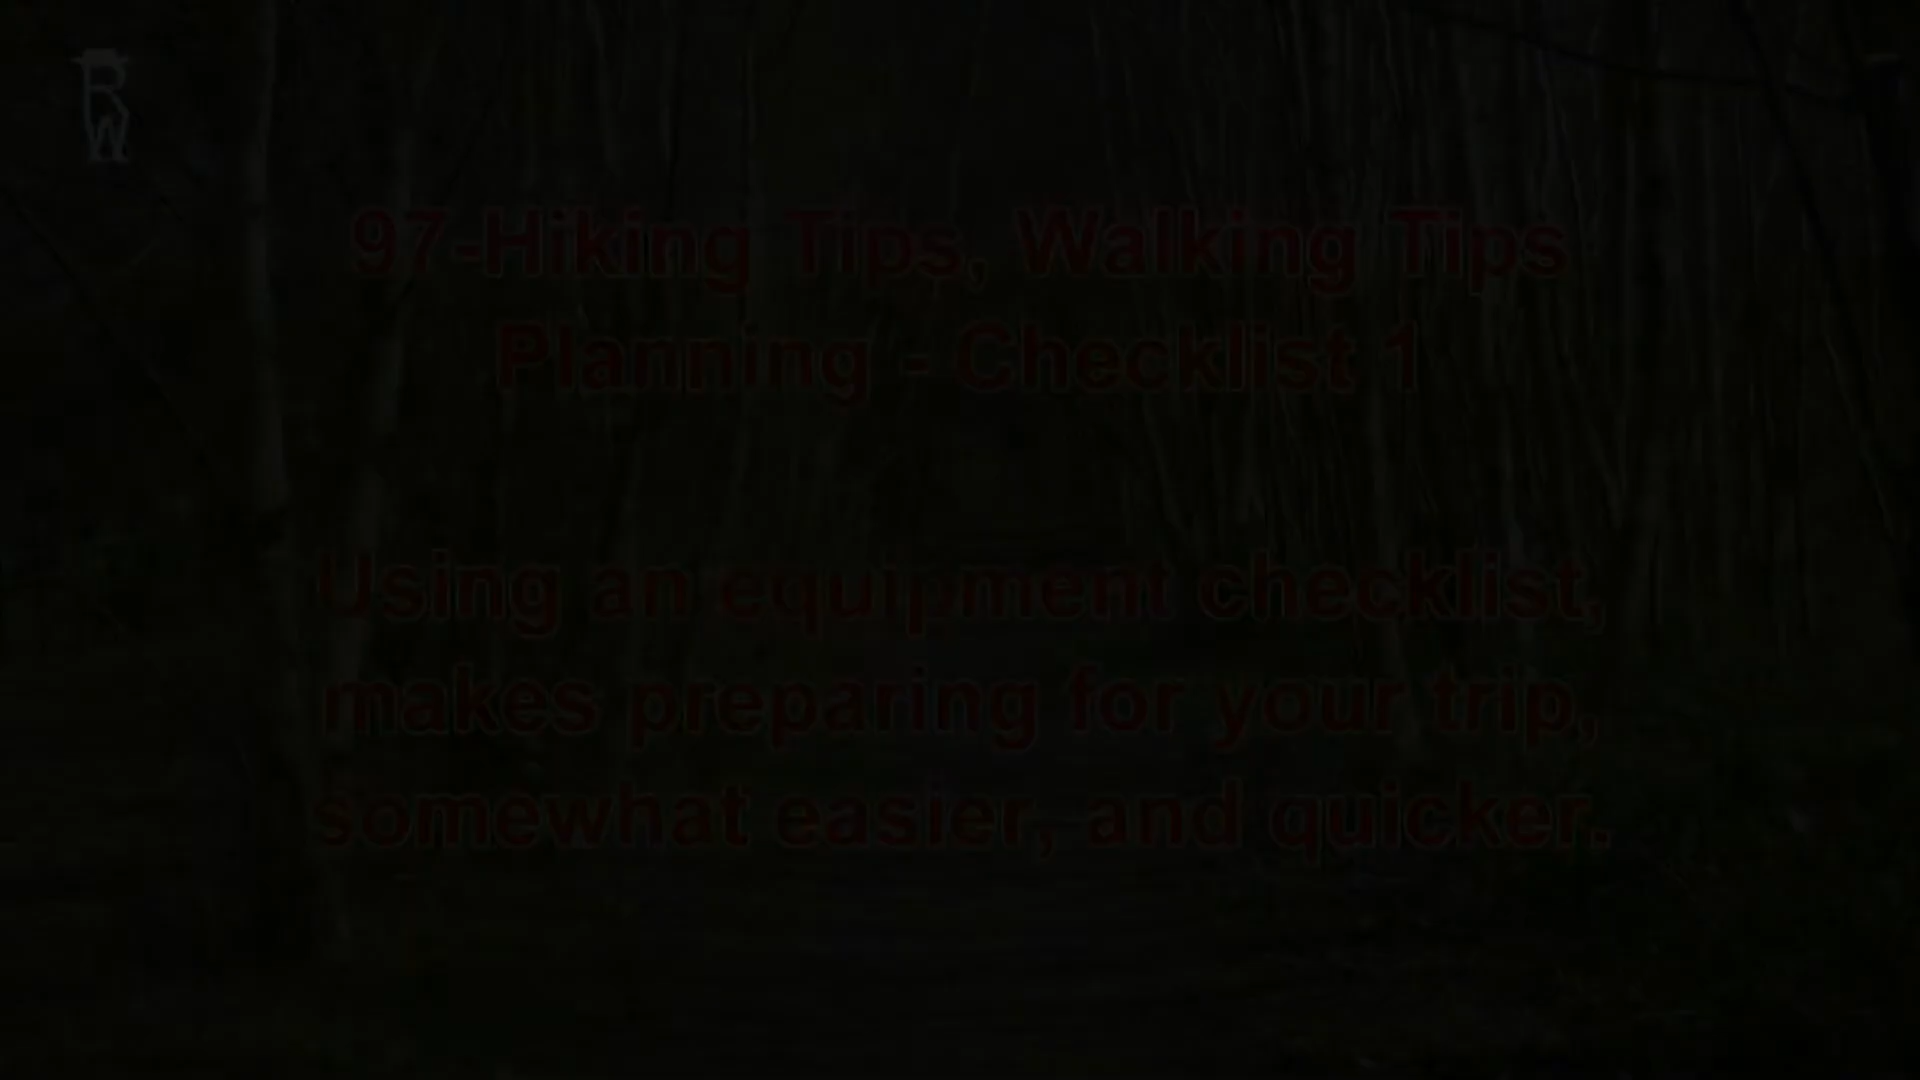 RW
97-Hiking Tips, Walking Tips
Planning - Checklist 1
Using an equipment checklist,
makes preparing for your trip,
somewhat easier, and quicker.